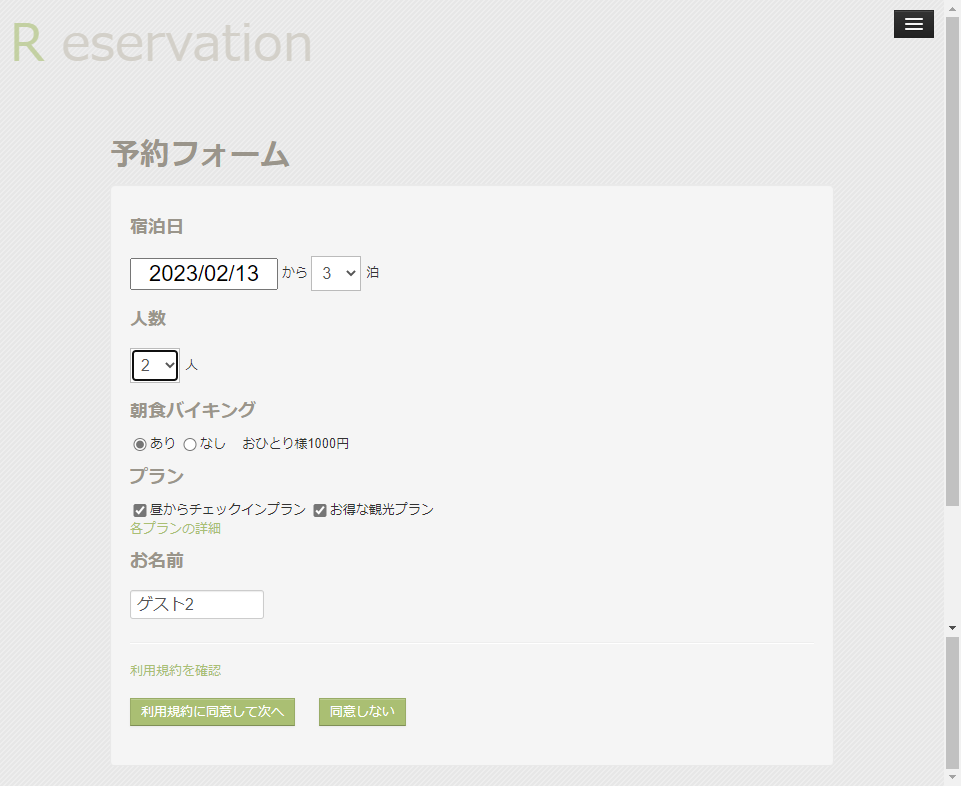 R eservation
予約フォーム
宿泊日
2023/02/13 から 3 泊
人数
2 人
朝食バイキング
あり なし おひとり様1000円
プラン
昼からチェックインプラン お得な観光プラン
各プランの詳細
お名前
ゲスト2
利用規約を確認
利用規約に同意して次へ 同意しない